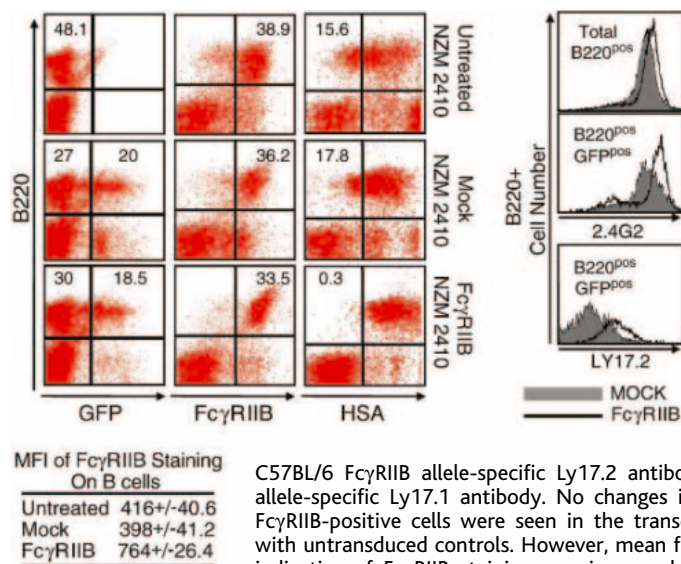 48.1
38.9
15.6
Untreated
NZM 2410
27
20
36.2
17.8
Mock
NZM 2410
30
18.5
33.5
0.3
FcγRIIB
NZM 2410
B220
GFP
FcγRIIB
HSA
Total
B220pos
B220pos
GFPpos
2.4G2
B220pos
GFPpos
LY17.2
B220+
Cell Number
MOCK
FcγRIIB
MFI of FcγRIIB Staining
On B cells
Untreated 416+/-40.6
Mock 398+/-41.2
FcγRIIB 764+/-26.4
C57BL/6 FcγRIIB allele-specific Ly17.2 antibo
allele-specific Ly17.1 antibody. No changes i
FcγRIIB-positive cells were seen in the trans
with untransduced controls. However, mean f